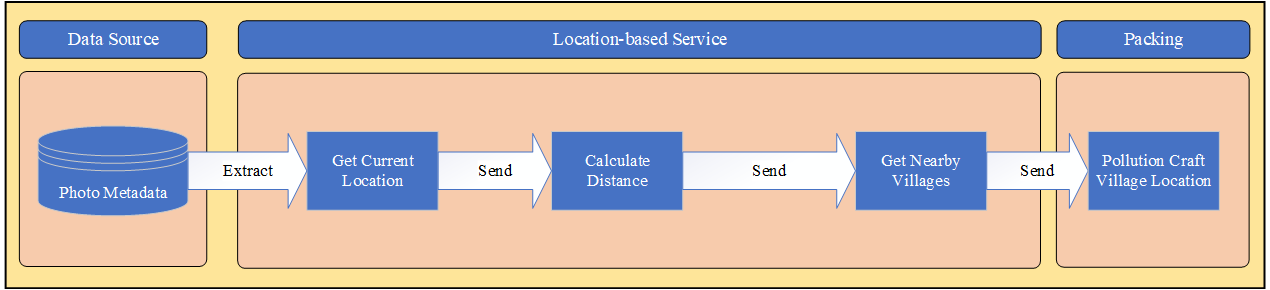 Data Source
Location-based Service
Packing
Photo Metadata
Extract
Get Current
Location
Send
Calculate
Distance
Send
Get Nearby
Villages
Send
Pollution Craft
Village Location